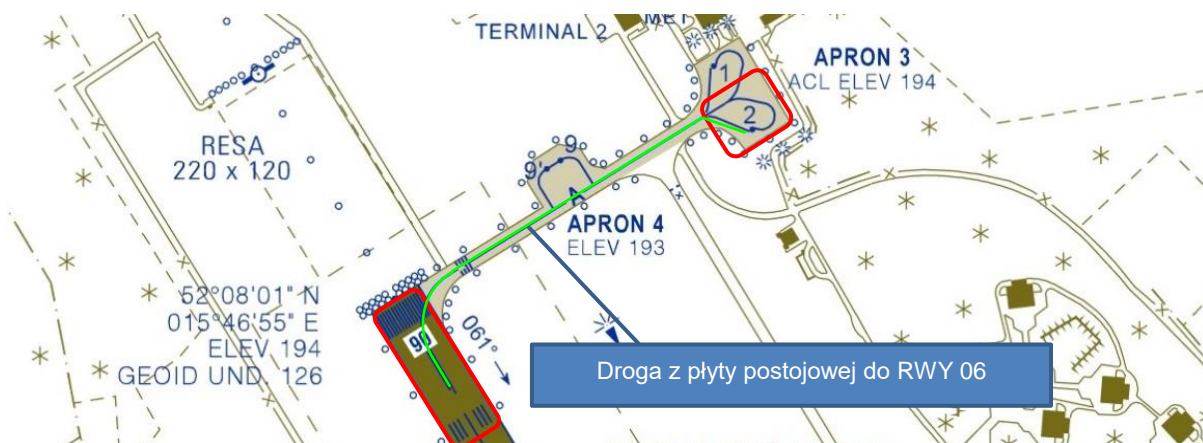 TERMINAL 2
MET
APRON 3
ACL ELEV 194
1
2
RESA
220 x 120
9'
9
A
APRON 4
ELEV 193
52°08'01" N
015°46'55" E
ELEV 194
GEOID UND. 126
06
061°
Droga z płyty postojowej do RWY 06